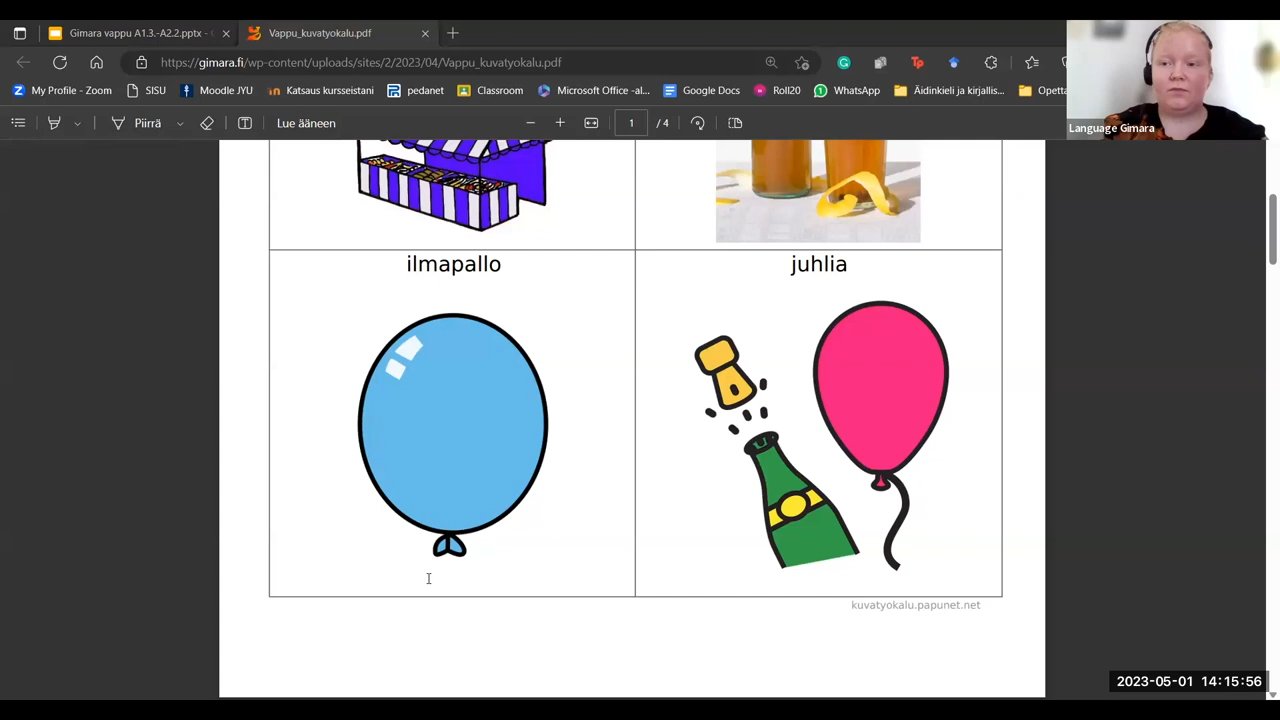 Gimara vappu A1.3.-A2.2.pptx -
Vappu_kuvatyokalu.pdf
https://gimara.fi/wp-content/uploads/sites/2/2023/04/Vappu_kuvatyokalu.pdf
My Profile - Zoom
SISU
Moodle JYU
Katsaus kursseistani
pedanet
Classroom
Microsoft Office -al...
Google Docs
Roll20
WhatsApp
Äidinkieli ja kirjallis...
Opetta
Piirrä
Lue ääneen
1 / 4
Language Gimara
ilmapallo
juhlia
kuvatyokalu.papunet.net
2023-05-01 14:15:56